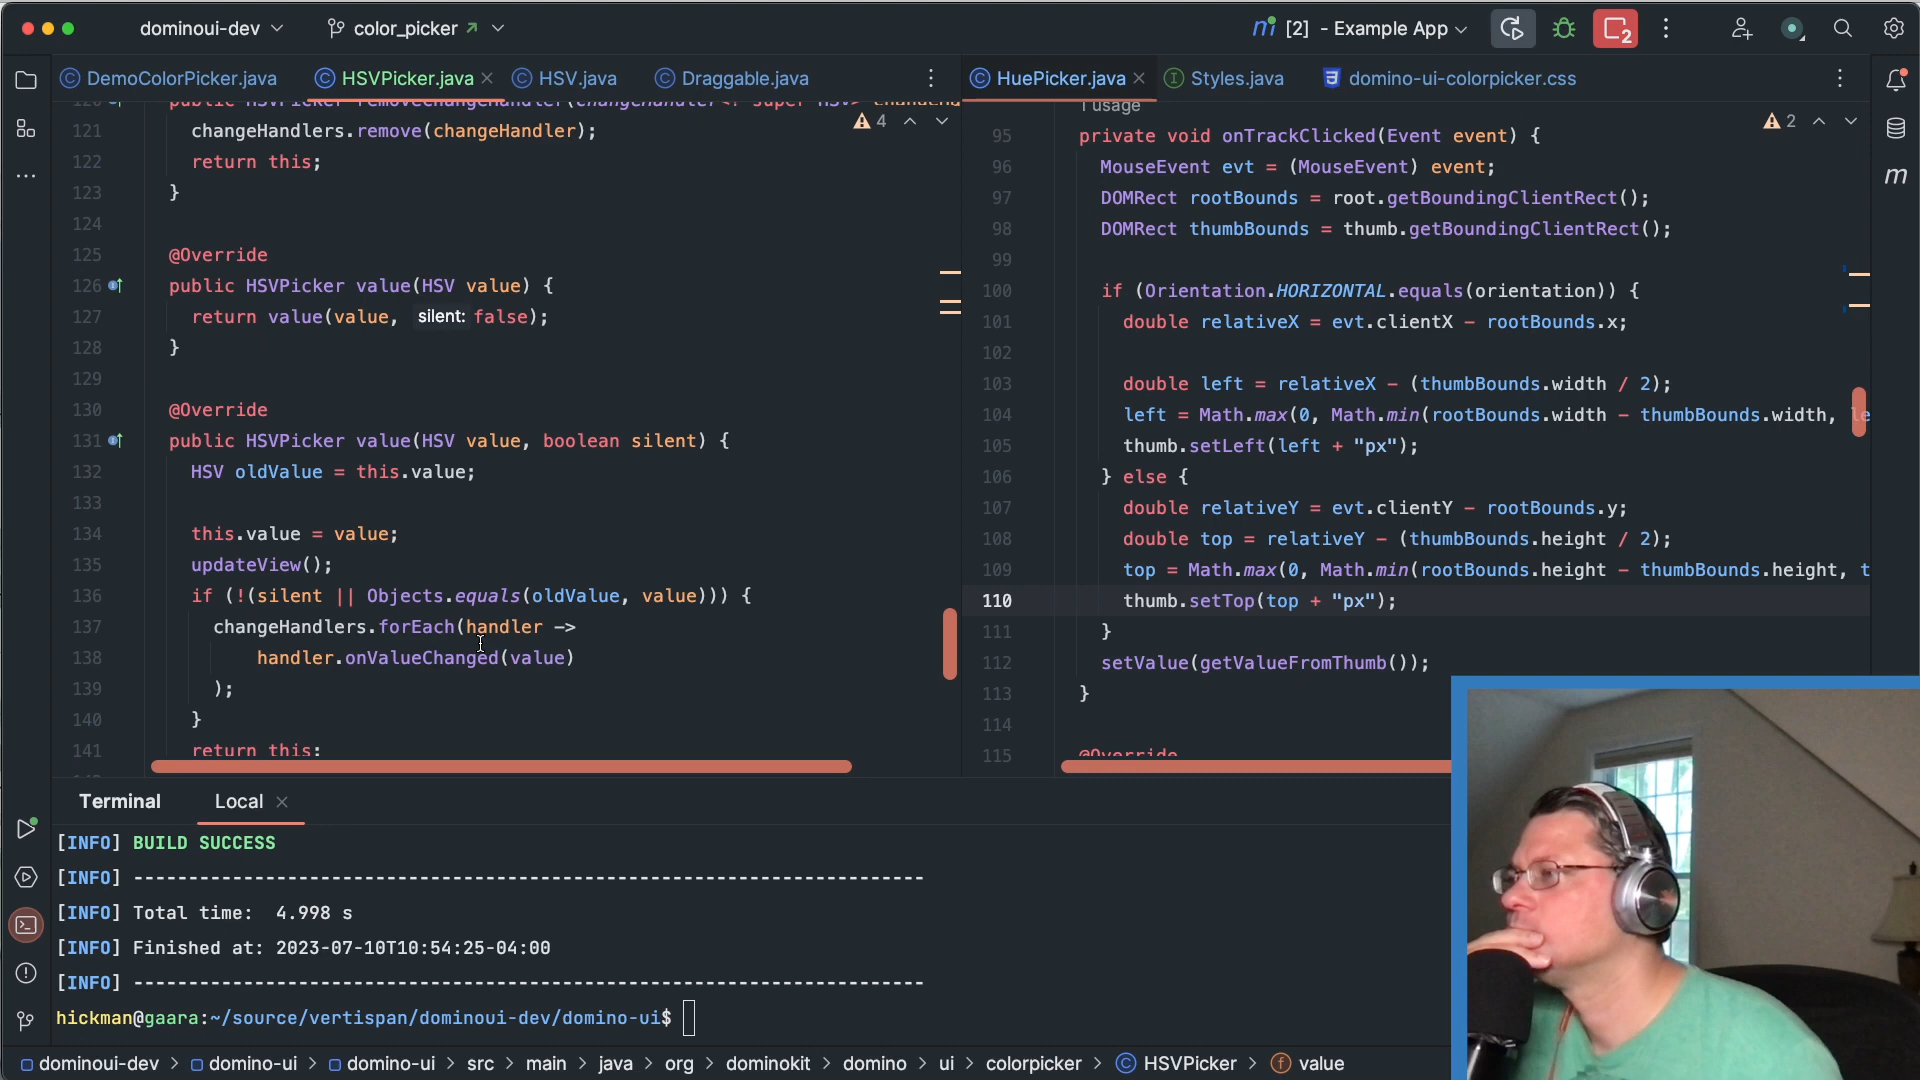 dominoui-dev
color_picker
[2] - Example App
2
DemoColorPicker.java
HSVPicker.java
HSV.java
Draggable.java
HuePicker.java
Styles.java
domino-ui-colorpicker.css
4
121 changeHandlers.remove(changeHandler);
122 return this;
123 }
124
125 @Override
126 public HSVPicker value(HSV value) {
127 return value(value, silent: false);
128 }
129
130 @Override
131 public HSVPicker value(HSV value, boolean silent) {
132 HSV oldValue = this.value;
133
134 this.value = value;
135 updateView();
136 if (!(silent || Objects.equals(oldValue, value))) {
137 changeHandlers.forEach(handler ->
138 handler.onValueChanged(value)
139 );
140 }
141 return this;
1 usage
2
95 private void onTrackClicked(Event event) {
96 MouseEvent evt = (MouseEvent) event;
97 DOMRect rootBounds = root.getBoundingClientRect();
98 DOMRect thumbBounds = thumb.getBoundingClientRect();
99
100 if (Orientation.HORIZONTAL.equals(orientation)) {
101 double relativeX = evt.clientX - rootBounds.x;
102
103 double left = relativeX - (thumbBounds.width / 2);
104 left = Math.max(0, Math.min(rootBounds.width - thumbBounds.width, le
105 thumb.setLeft(left + "px");
106 } else {
107 double relativeY = evt.clientY - rootBounds.y;
108 double top = relativeY - (thumbBounds.height / 2);
109 top = Math.max(0, Math.min(rootBounds.height - thumbBounds.height, t
110 thumb.setTop(top + "px");
111 }
112 setValue(getValueFromThumb());
113 }
114
115 @Override
m
Terminal
Local
[INFO] BUILD SUCCESS
[INFO] ------------------------------------------------------------------------
[INFO] Total time:  4.998 s
[INFO] Finished at: 2023-07-10T10:54:25-04:00
[INFO] ------------------------------------------------------------------------
hickman@gaara:~/source/vertispan/dominoui-dev/domino-ui$
dominoui-dev > domino-ui > domino-ui > src > main > java > org > dominokit > domino > ui > colorpicker > HSVPicker > value